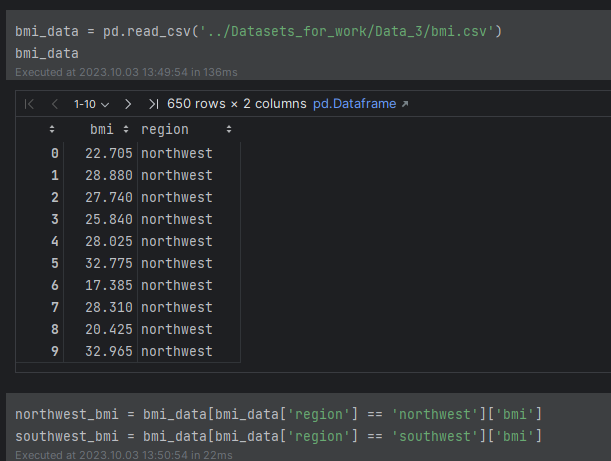 bmi_data = pd.read_csv('../Datasets_for_work/Data_3/bmi.csv')
bmi_data
Executed at 2023.10.03 13:49:54 in 136ms
1-10 650 rows × 2 columns pd.Dataframe
bmi region
0 22.705 northwest
1 28.880 northwest
2 27.740 northwest
3 25.840 northwest
4 28.025 northwest
5 32.775 northwest
6 17.385 northwest
7 28.310 northwest
8 20.425 northwest
9 32.965 northwest
northwest_bmi = bmi_data[bmi_data['region'] == 'northwest']['bmi']
southwest_bmi = bmi_data[bmi_data['region'] == 'southwest']['bmi']
Executed at 2023.10.03 13:50:54 in 22ms